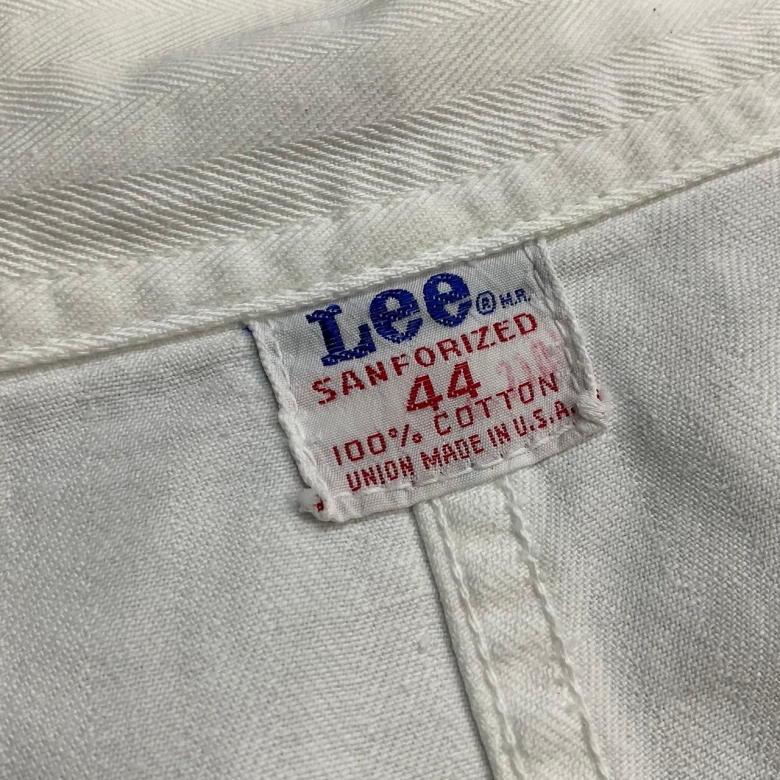 Lee® M.R.
SANFORIZED
44
100% COTTON
UNION MADE IN U.S.A.